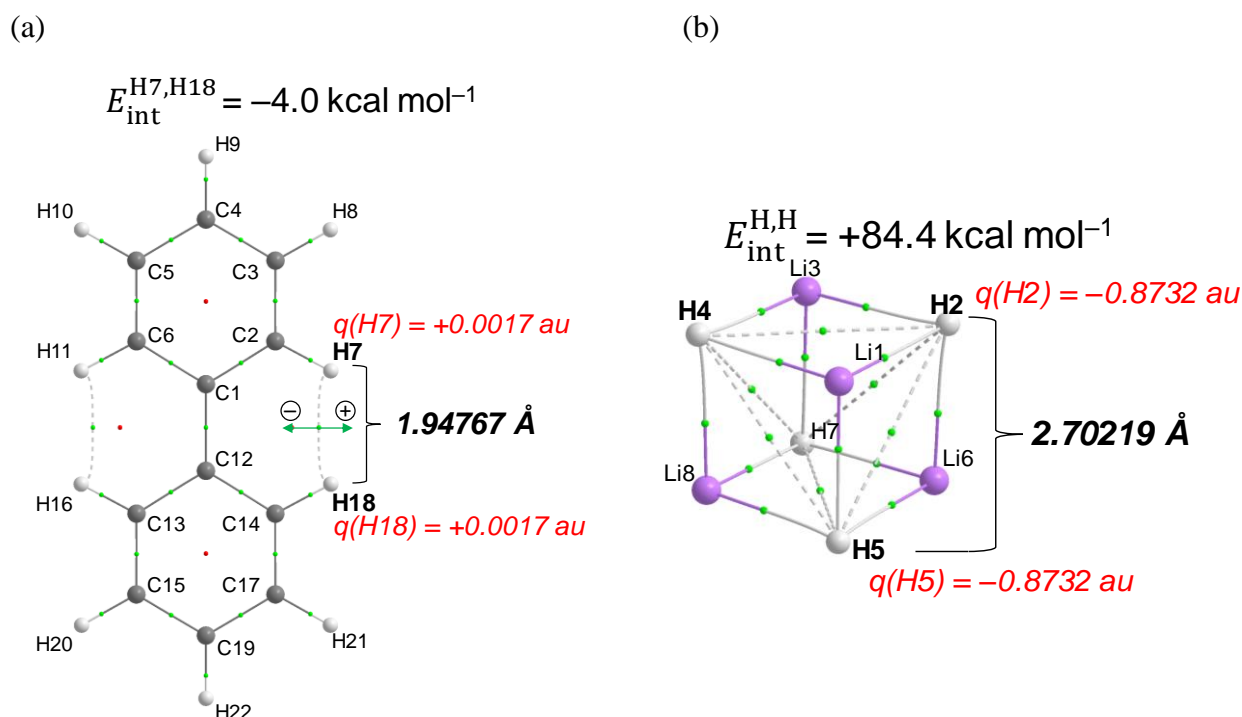 (a)
E_int^H7,H18 = –4.0 kcal mol⁻¹
H9
H10
C4
H8
C5
C3
C6
C2
q(H7) = +0.0017 au
H11
H7
C1
⊖ ⊕
1.94767 Å
C12
H16
H18
C13
C14
q(H18) = +0.0017 au
C15
C17
H20
C19
H21
H22
(b)
E_int^H,H = +84.4 kcal mol⁻¹
Li3
q(H2) = –0.8732 au
H4
H2
Li1
2.70219 Å
H7
Li8
Li6
H5
q(H5) = –0.8732 au